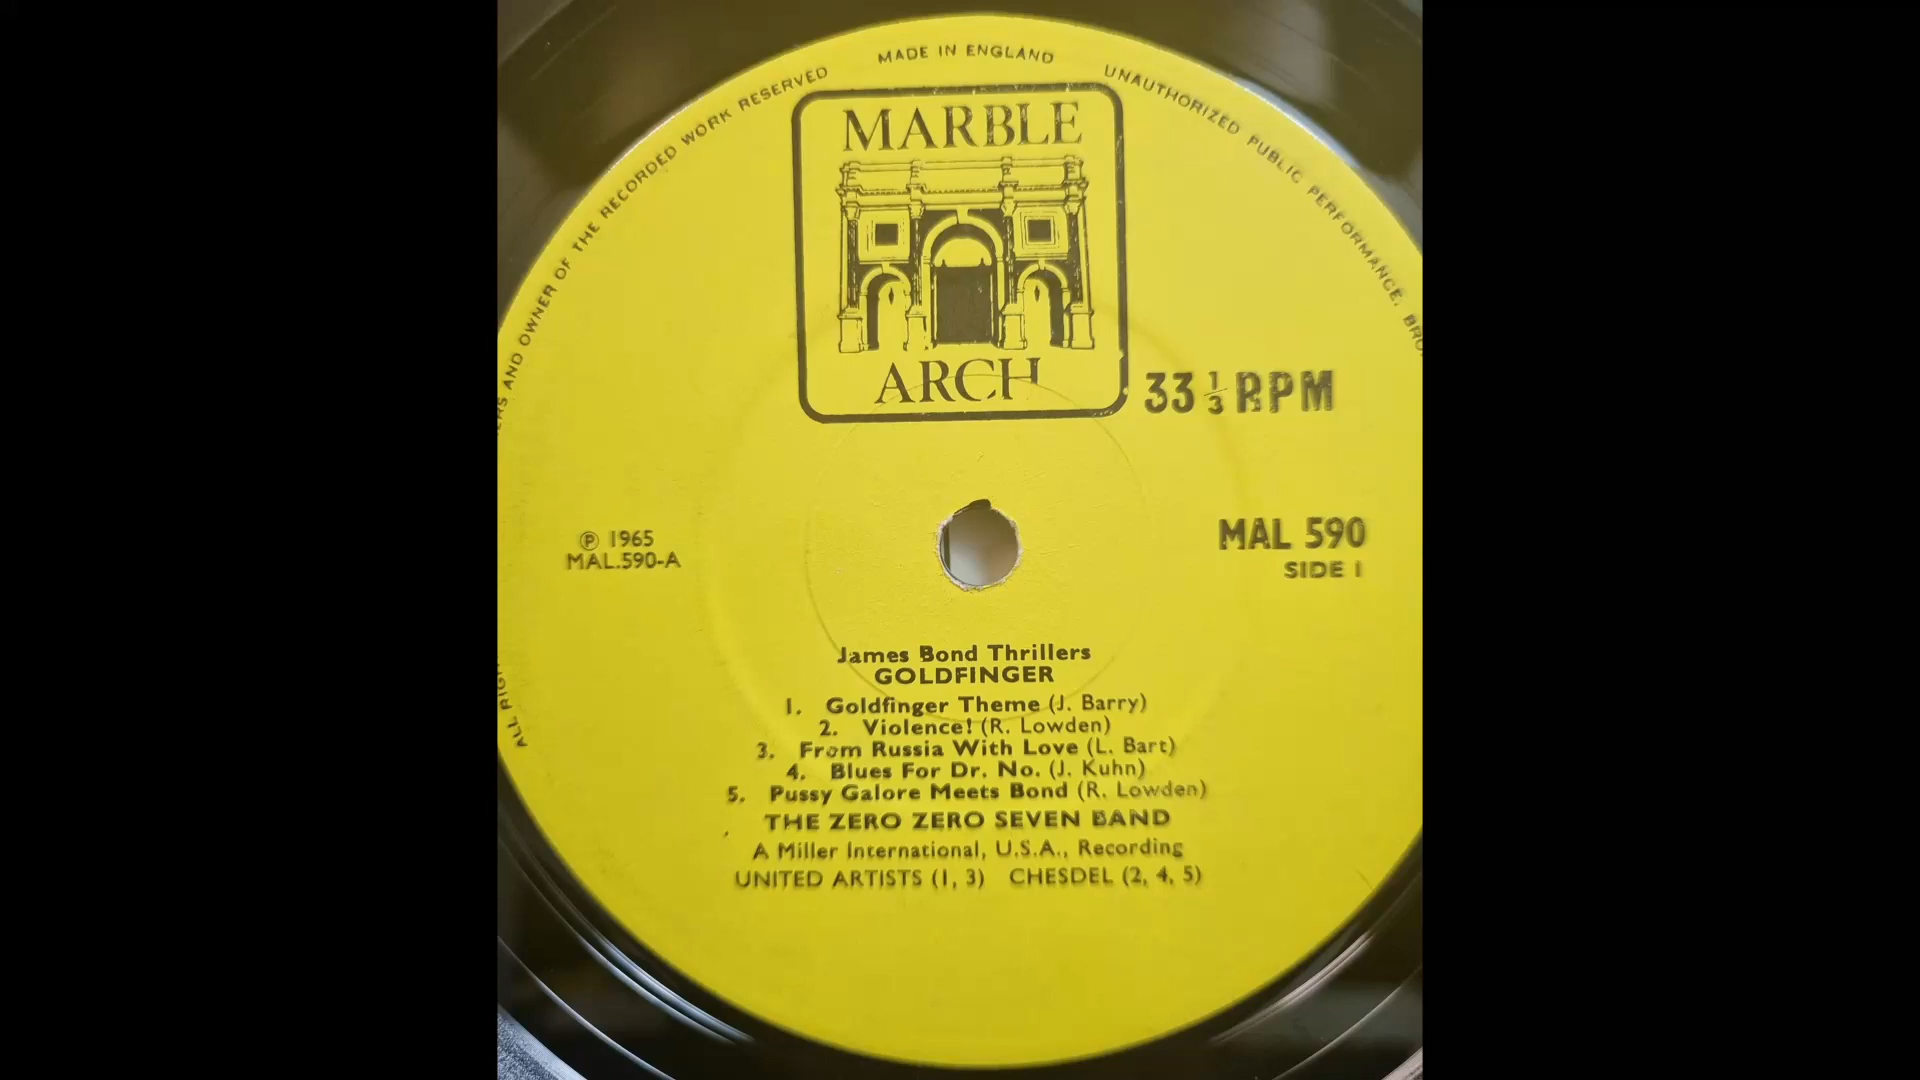 MADE IN ENGLAND
AND OWNER OF THE RECORDED WORK RESERVED
UNAUTHORIZED PUBLIC PERFORMANCE,
MARBLE
ARCH
33 1/3 RPM
Ⓟ 1965
MAL.590-A
MAL 590
SIDE 1
ALL
James Bond Thrillers
GOLDFINGER
1. Goldfinger Theme (J. Barry)
2. Violence! (R. Lowden)
3. From Russia With Love (L. Bart)
4. Blues For Dr. No. (J. Kuhn)
5. Pussy Galore Meets Bond (R. Lowden)
THE ZERO ZERO SEVEN BAND
A Miller International, U.S.A., Recording
UNITED ARTISTS (1, 3) CHESDEL (2, 4, 5)